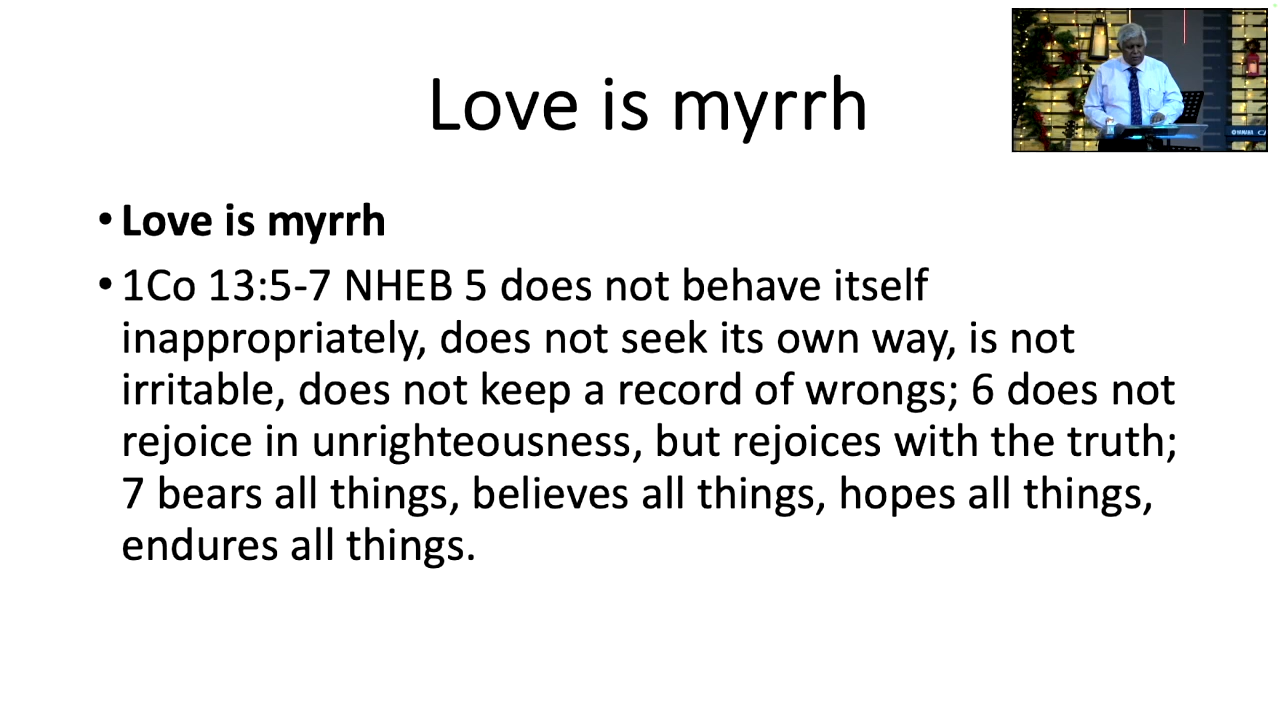 Love is myrrh
• Love is myrrh
• 1Co 13:5-7 NHEB 5 does not behave itself
inappropriately, does not seek its own way, is not
irritable, does not keep a record of wrongs; 6 does not
rejoice in unrighteousness, but rejoices with the truth;
7 bears all things, believes all things, hopes all things,
endures all things.
YAMAHA